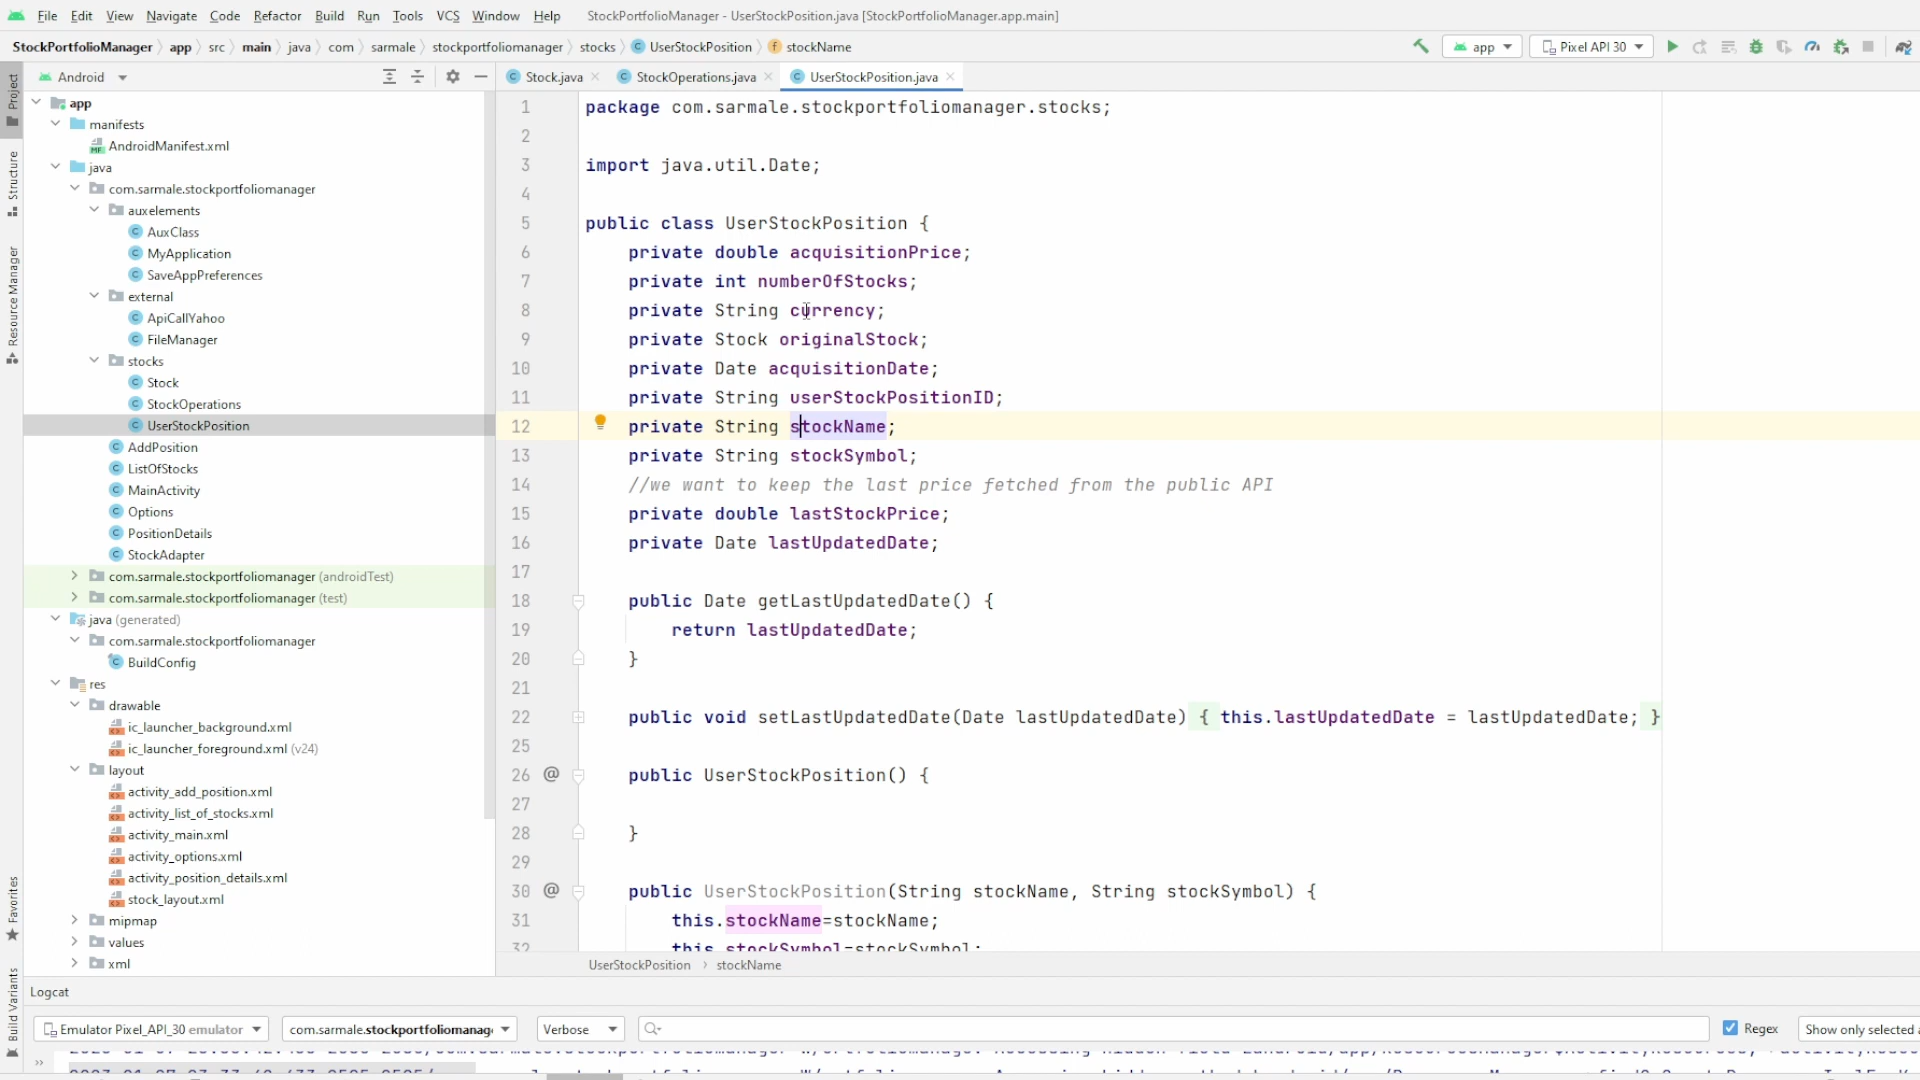 File Edit View Navigate Code Refactor Build Run Tools VCS Window Help StockPortfolioManager - UserStockPosition.java [StockPortfolioManager.app.main]
StockPortfolioManager app src main java com sarmale stockportfoliomanager stocks UserStockPosition stockName app Pixel API 30
Project
Structure
Resource Manager
Favorites
Build Variants
Android
app
manifests
AndroidManifest.xml
java
com.sarmale.stockportfoliomanager
auxelements
AuxClass
MyApplication
SaveAppPreferences
external
ApiCallYahoo
FileManager
stocks
Stock
StockOperations
UserStockPosition
AddPosition
ListOfStocks
MainActivity
Options
PositionDetails
StockAdapter
com.sarmale.stockportfoliomanager (androidTest)
com.sarmale.stockportfoliomanager (test)
java (generated)
com.sarmale.stockportfoliomanager
BuildConfig
res
drawable
ic_launcher_background.xml
ic_launcher_foreground.xml (v24)
layout
activity_add_position.xml
activity_list_of_stocks.xml
activity_main.xml
activity_options.xml
activity_position_details.xml
stock_layout.xml
mipmap
values
xml
Stock.java StockOperations.java UserStockPosition.java
1 package com.sarmale.stockportfoliomanager.stocks;
2
3 import java.util.Date;
4
5 public class UserStockPosition {
6 private double acquisitionPrice;
7 private int numberOfStocks;
8 private String currency;
9 private Stock originalStock;
10 private Date acquisitionDate;
11 private String userStockPositionID;
12 private String stockName;
13 private String stockSymbol;
14 //we want to keep the last price fetched from the public API
15 private double lastStockPrice;
16 private Date lastUpdatedDate;
17
18 public Date getLastUpdatedDate() {
19 return lastUpdatedDate;
20 }
21
22 public void setLastUpdatedDate(Date lastUpdatedDate) { this.lastUpdatedDate = lastUpdatedDate; }
25
26 @ public UserStockPosition() {
27
28 }
29
30 @ public UserStockPosition(String stockName, String stockSymbol) {
31 this.stockName=stockName;
32 this.stockSymbol=stockSymbol;
UserStockPosition > stockName
Logcat
Emulator Pixel_API_30 emulator com.sarmale.stockportfoliomanag Verbose Regex Show only selected a